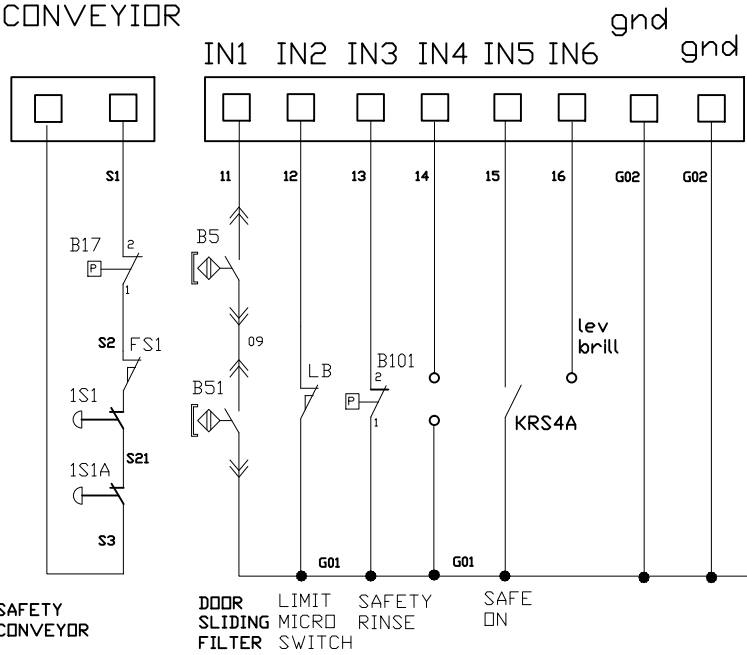 CONVEYIOR
gnd
gnd
IN1 IN2 IN3 IN4 IN5 IN6
S1 11 12 13 14 15 16 G02 G02
B17 2
P
1
B5
S2 FS1
09
lev
brill
1S1
B51
LB
B101
2
P
1
KRS4A
S21
1S1A
S3
G01 G01
SAFETY
CONVEYOR
DOOR
SLIDING
FILTER
LIMIT
MICRO
SWITCH
SAFETY
RINSE
SAFE
ON